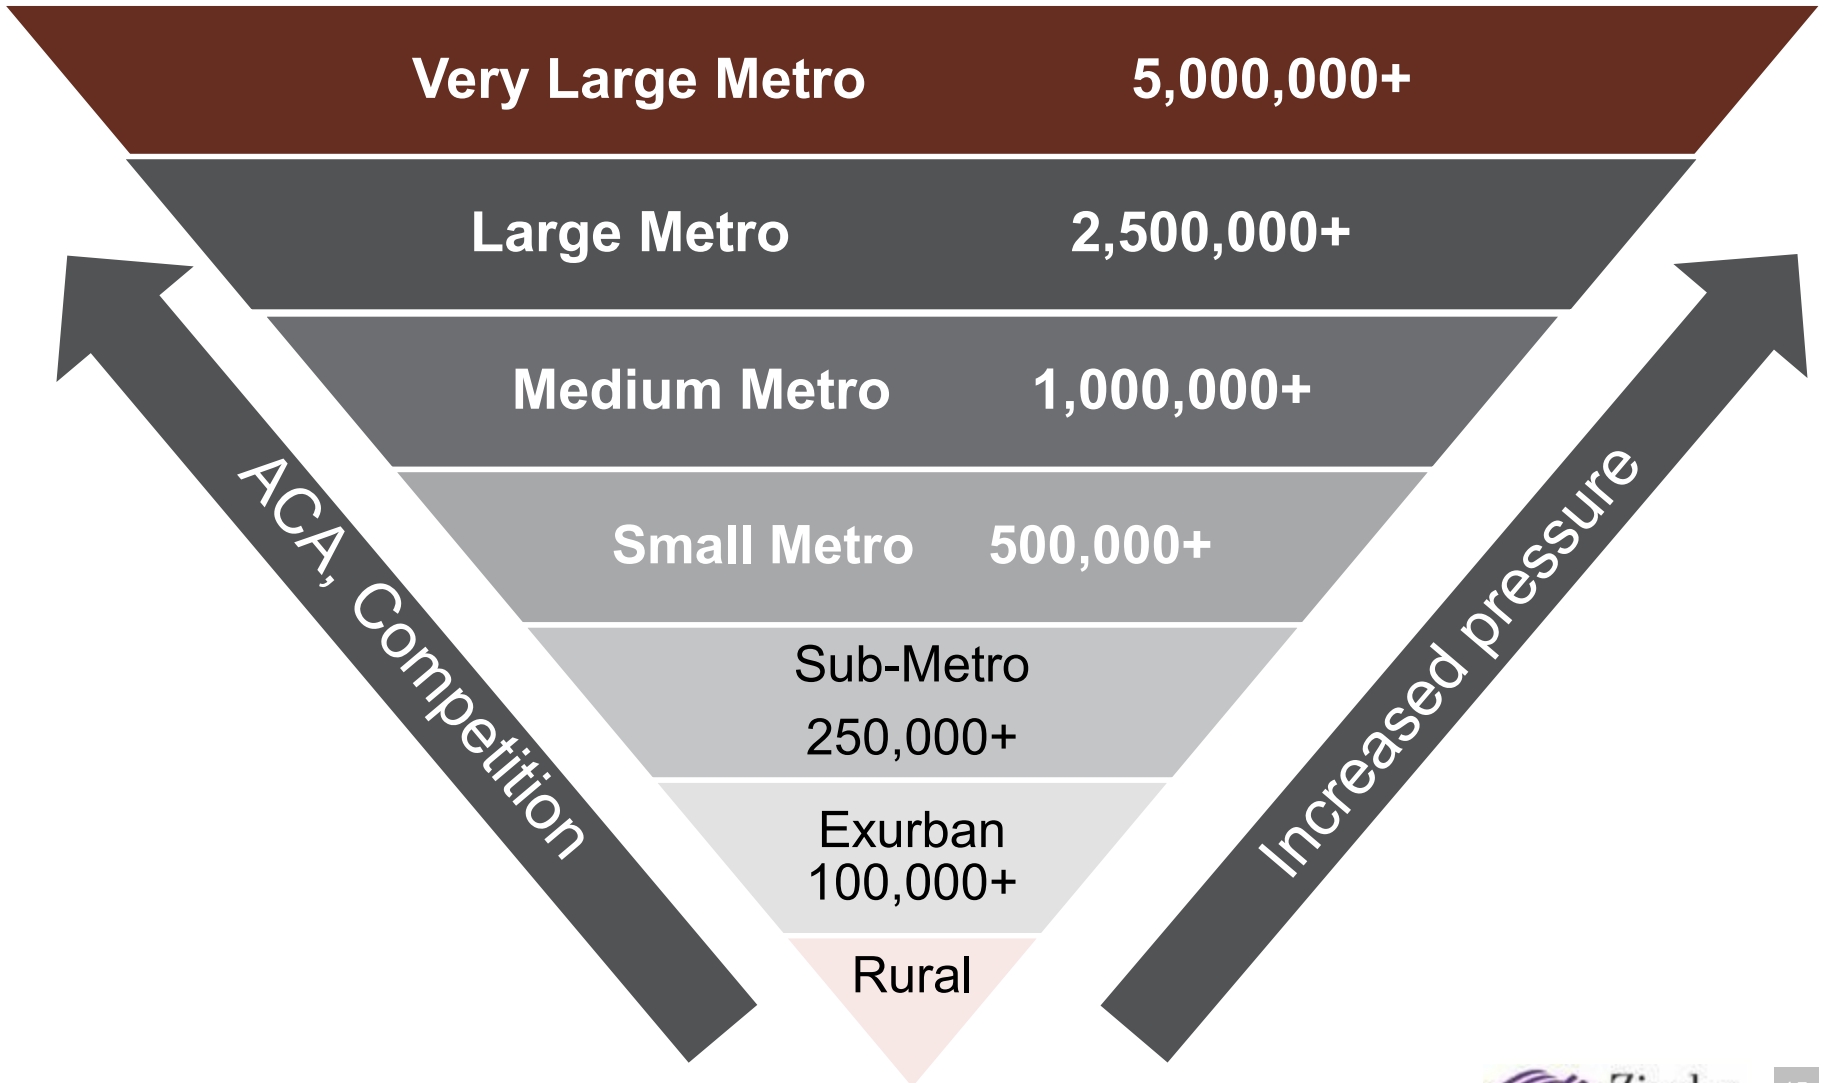 Very Large Metro 5,000,000+
Large Metro 2,500,000+
Medium Metro 1,000,000+
Small Metro 500,000+
Sub-Metro
250,000+
Exurban
100,000+
Rural
ACA, Competition
Increased pressure